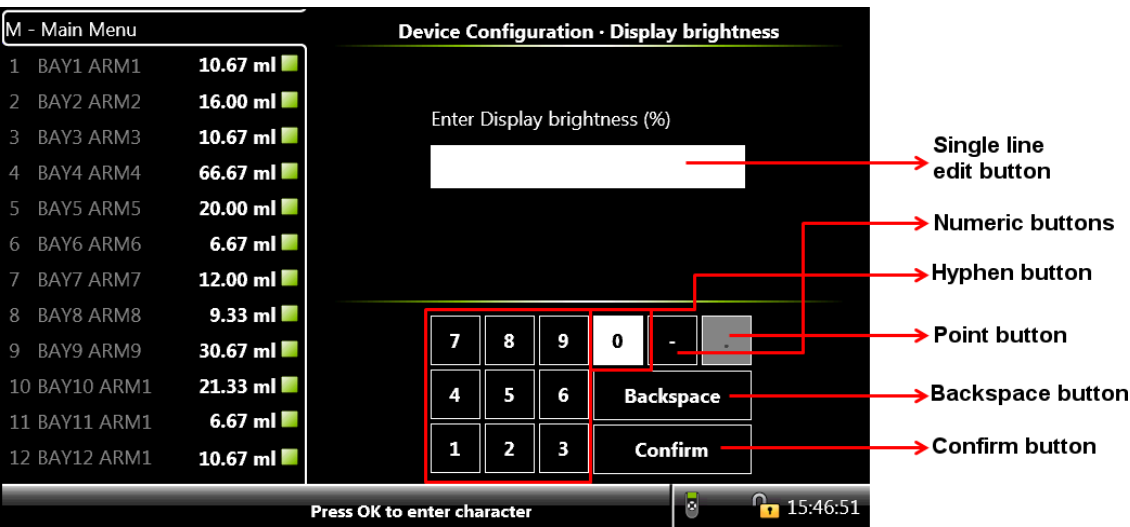 M - Main Menu
1 BAY1 ARM1 10.67 ml
2 BAY2 ARM2 16.00 ml
3 BAY3 ARM3 10.67 ml
4 BAY4 ARM4 66.67 ml
5 BAY5 ARM5 20.00 ml
6 BAY6 ARM6 6.67 ml
7 BAY7 ARM7 12.00 ml
8 BAY8 ARM8 9.33 ml
9 BAY9 ARM9 30.67 ml
10 BAY10 ARM1 21.33 ml
11 BAY11 ARM1 6.67 ml
12 BAY12 ARM1 10.67 ml
Device Configuration · Display brightness
Enter Display brightness (%)
7 8 9 0 - .
4 5 6 Backspace
1 2 3 Confirm
Press OK to enter character
15:46:51
Single line
edit button
Numeric buttons
Hyphen button
Point button
Backspace button
Confirm button